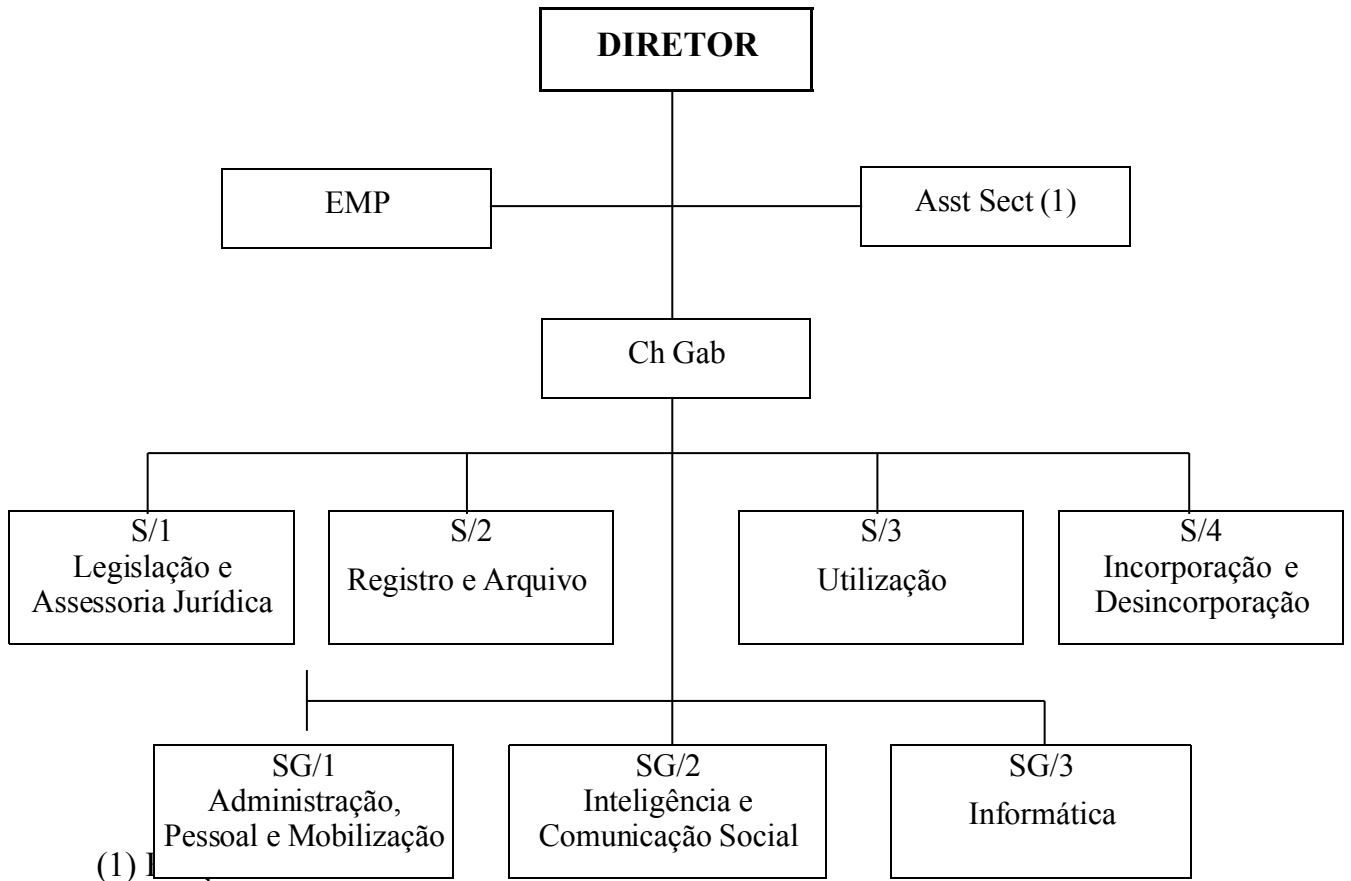 DIRETOR
EMP
Asst Sect (1)
Ch Gab
S/1
Legislação e
Assessoria Jurídica
S/2
Registro e Arquivo
S/3
Utilização
S/4
Incorporação e
Desincorporação
SG/1
Administração,
Pessoal e Mobilização
SG/2
Inteligência e
Comunicação Social
SG/3
Informática
(1)